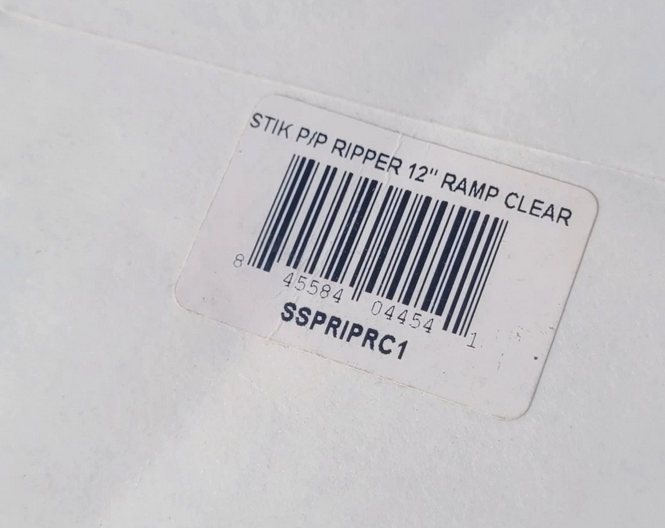 STIK P/P RIPPER 12" RAMP CLEAR
8 45584 04454 1
SSPRIPRC1